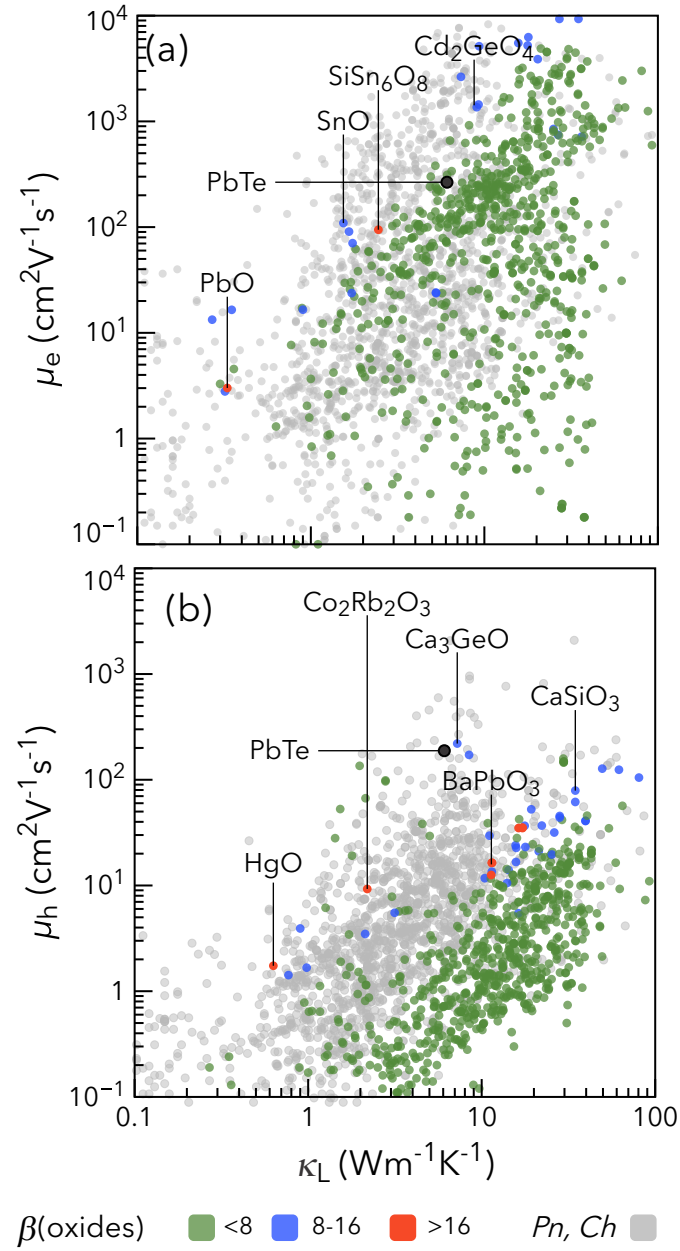 (a)
10⁴
10³
10²
10
1
10⁻¹
μₑ (cm²V⁻¹s⁻¹)
Cd₂GeO₄
SiSn₆O₈
SnO
PbTe
PbO
(b)
10⁴
10³
10²
10
1
10⁻¹
μₕ (cm²V⁻¹s⁻¹)
Co₂Rb₂O₃
Ca₃GeO
CaSiO₃
PbTe
BaPbO₃
HgO
0.1 1 10 100
κL (Wm⁻¹K⁻¹)
β(oxides) <8 8-16 >16 Pn, Ch